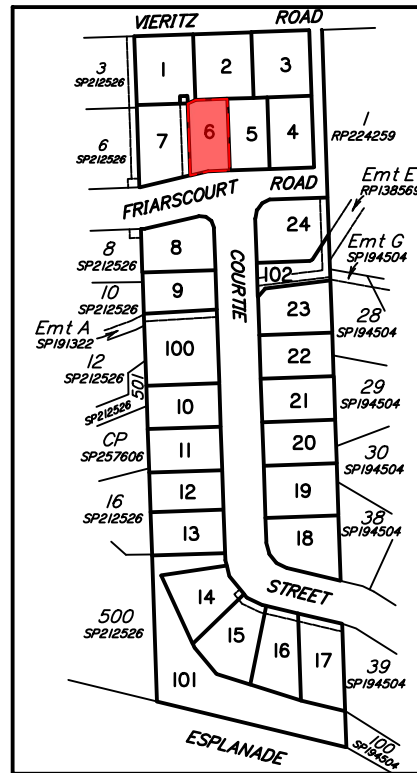 VIERITZ ROAD
3
SP212526
1
2
3
6
SP212526
7
6
5
4
1
RP224259
FRIARSCOURT ROAD
Emt E
RP138569
24
Emt G
SP194504
8
SP212526
8
COURTIE
102
10
SP212526
9
23
28
SP194504
Emt A
SP191322
100
22
12
SP212526
501
SP212526
29
SP194504
10
21
CP
SP257606
11
20
30
SP194504
12
19
16
SP212526
13
18
38
SP194504
STREET
500
SP212526
14
15
16
17
39
SP194504
101
100
SP194504
ESPLANADE